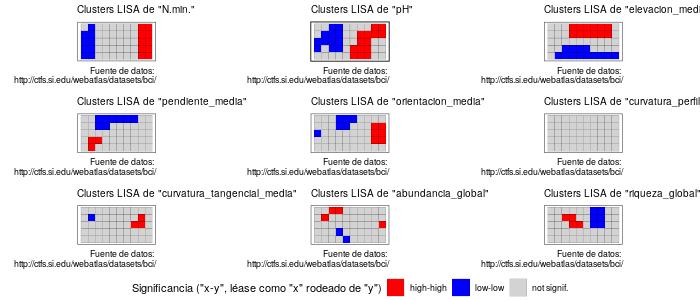 Clusters LISA de "N.min." Clusters LISA de "pH" Clusters LISA de "elevacion_medi
Fuente de datos: Fuente de datos: Fuente de datos:
http://ctfs.si.edu/webatlas/datasets/bci/ http://ctfs.si.edu/webatlas/datasets/bci/ http://ctfs.si.edu/webatlas/datasets/bci/
Clusters LISA de "pendiente_media" Clusters LISA de "orientacion_media" Clusters LISA de "curvatura_perfil
Fuente de datos: Fuente de datos: Fuente de datos:
http://ctfs.si.edu/webatlas/datasets/bci/ http://ctfs.si.edu/webatlas/datasets/bci/ http://ctfs.si.edu/webatlas/datasets/bci/
Clusters LISA de "curvatura_tangencial_media" Clusters LISA de "abundancia_global" Clusters LISA de "riqueza_global"
Fuente de datos: Fuente de datos: Fuente de datos:
http://ctfs.si.edu/webatlas/datasets/bci/ http://ctfs.si.edu/webatlas/datasets/bci/ http://ctfs.si.edu/webatlas/datasets/bci/
Significancia ("x-y", léase como "x" rodeado de "y") high-high low-low not signif.